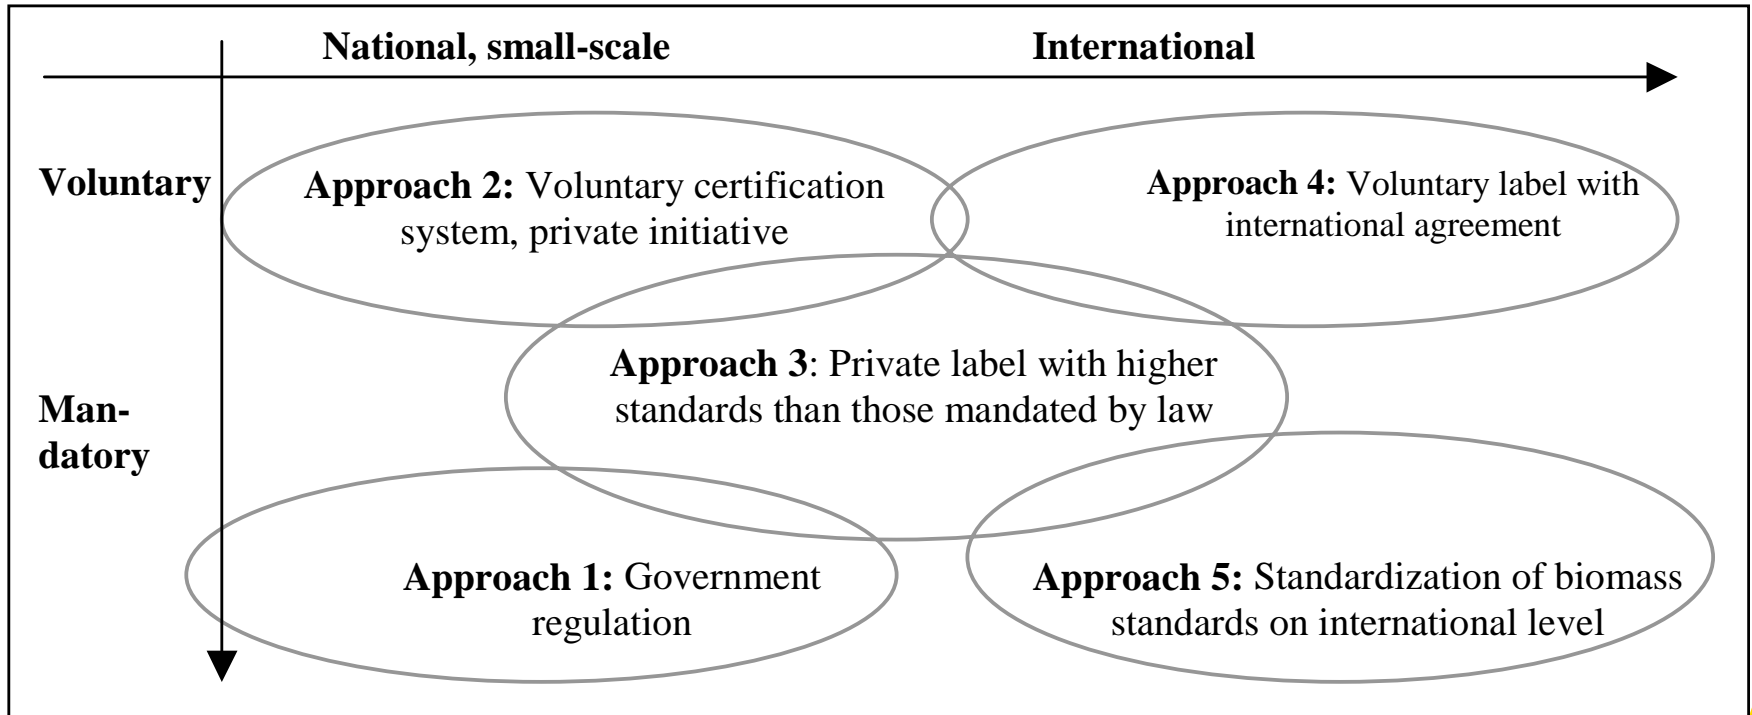 National, small-scale
International
Voluntary
Approach 2: Voluntary certification
system, private initiative
Approach 4: Voluntary label with
international agreement
Approach 3: Private label with higher
standards than those mandated by law
Man-
datory
Approach 1: Government
regulation
Approach 5: Standardization of biomass
standards on international level